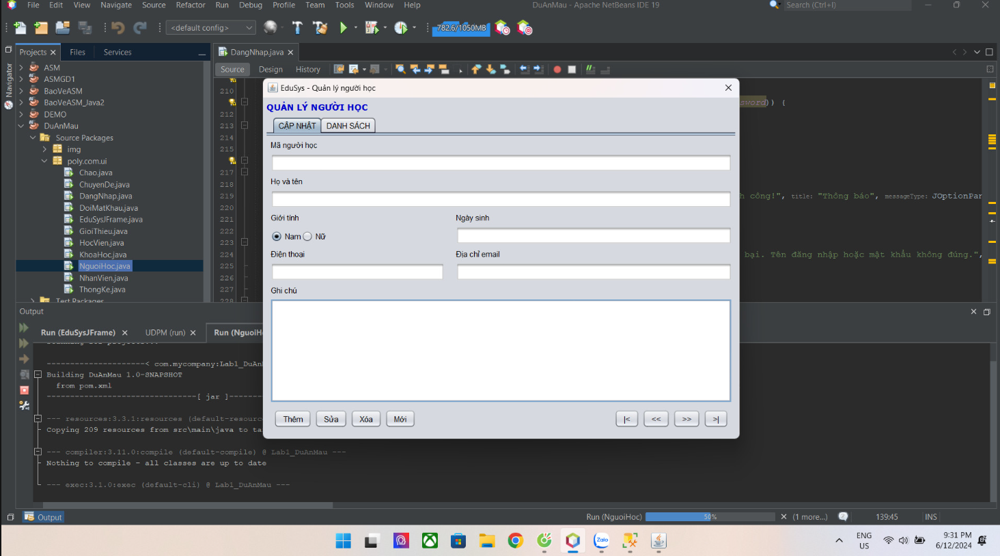 File Edit View Navigate Source Refactor Run Debug Profile Team Tools Window Help
DuAnMau - Apache NetBeans IDE 19
Search (Ctrl+I)
<default config>
782.6/1050MB
Projects Files Services
DangNhap.java
Source Design History
Navigator
ASM
ASMGD1
BaoVeASM
BaoVeASM_Java2
DEMO
DuAnMau
Source Packages
img
poly.com.ui
Chao.java
ChuyenDe.java
DangNhap.java
DoiMatKhau.java
EduSysJFrame.java
GioiThieu.java
HocVien.java
KhoaHoc.java
NguoiHoc.java
NhanVien.java
ThongKe.java
Test Packages
210
212
213
214
215
217
218
219
220
221
222
223
224
225
226
227
228
sword)) {
h công!", title: "Thông báo", messageType: JOptionPan
bại. Tên đăng nhập hoặc mật khẩu không đúng.",
EduSys - Quản lý người học
QUẢN LÝ NGƯỜI HỌC
CẬP NHẬT DANH SÁCH
Mã người học
Họ và tên
Giới tính Ngày sinh
Nam Nữ
Điện thoại Địa chỉ email
Ghi chú
Thêm Sửa Xóa Mới |< << >> >|
Output
Run (EduSysJFrame) UDPM (run) Run (NguoiHo
--------------------< com.mycompany:Lab1_DuAnM
Building DuAnMau 1.0-SNAPSHOT
from pom.xml
--------------------------------[ jar ]-------
--- resources:3.3.1:resources (default-resourc
Copying 209 resources from src\main\java to ta
--- compiler:3.11.0:compile (default-compile) @ Lab1_DuAnMau ---
Nothing to compile - all classes are up to date
--- exec:3.1.0:exec (default-cli) @ Lab1_DuAnMau ---
Output
Run (NguoiHoc) 50% (1 more...) 139:45 INS
Zalo
ENG
US
9:31 PM
6/12/2024